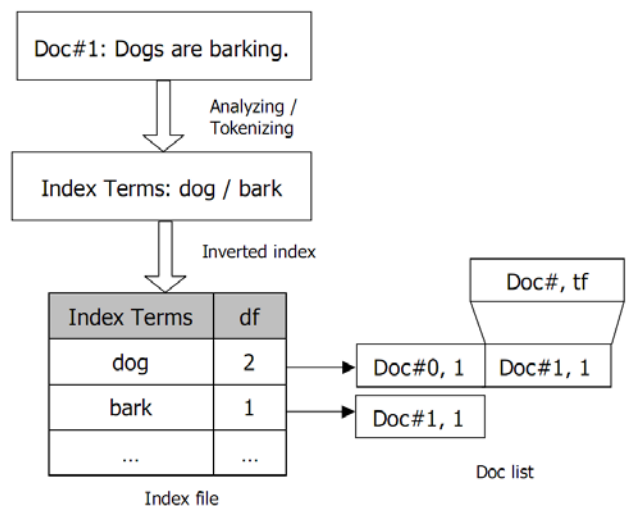 Doc#1: Dogs are barking.
Analyzing /
Tokenizing
Index Terms: dog / bark
Inverted index
Doc#, tf
Index Terms df
dog 2
Doc#0, 1 Doc#1, 1
bark 1
Doc#1, 1
... ...
Doc list
Index file